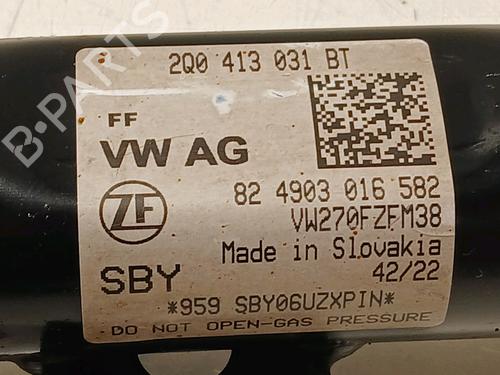 2Q0 413 031 BT
FF
VW AG
ZF
82 4903 016 582
VW270FZFM38
Made in Slovakia
SBY
42/22
*959 SBY06UZXPIN*
DO NOT OPEN-GAS PRESSURE